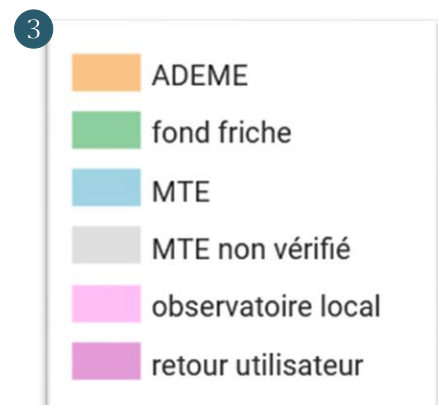 3
ADEME
fond friche
MTE
MTE non vérifié
observatoire local
retour utilisateur